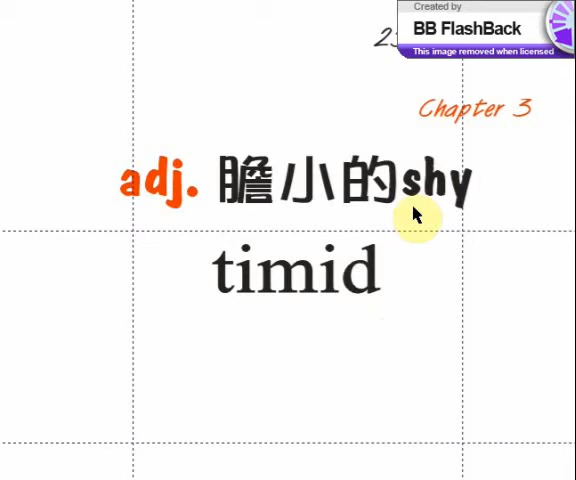 Created by
BB FlashBack
This image removed when licensed
Chapter 3
adj. 膽小的shy
timid